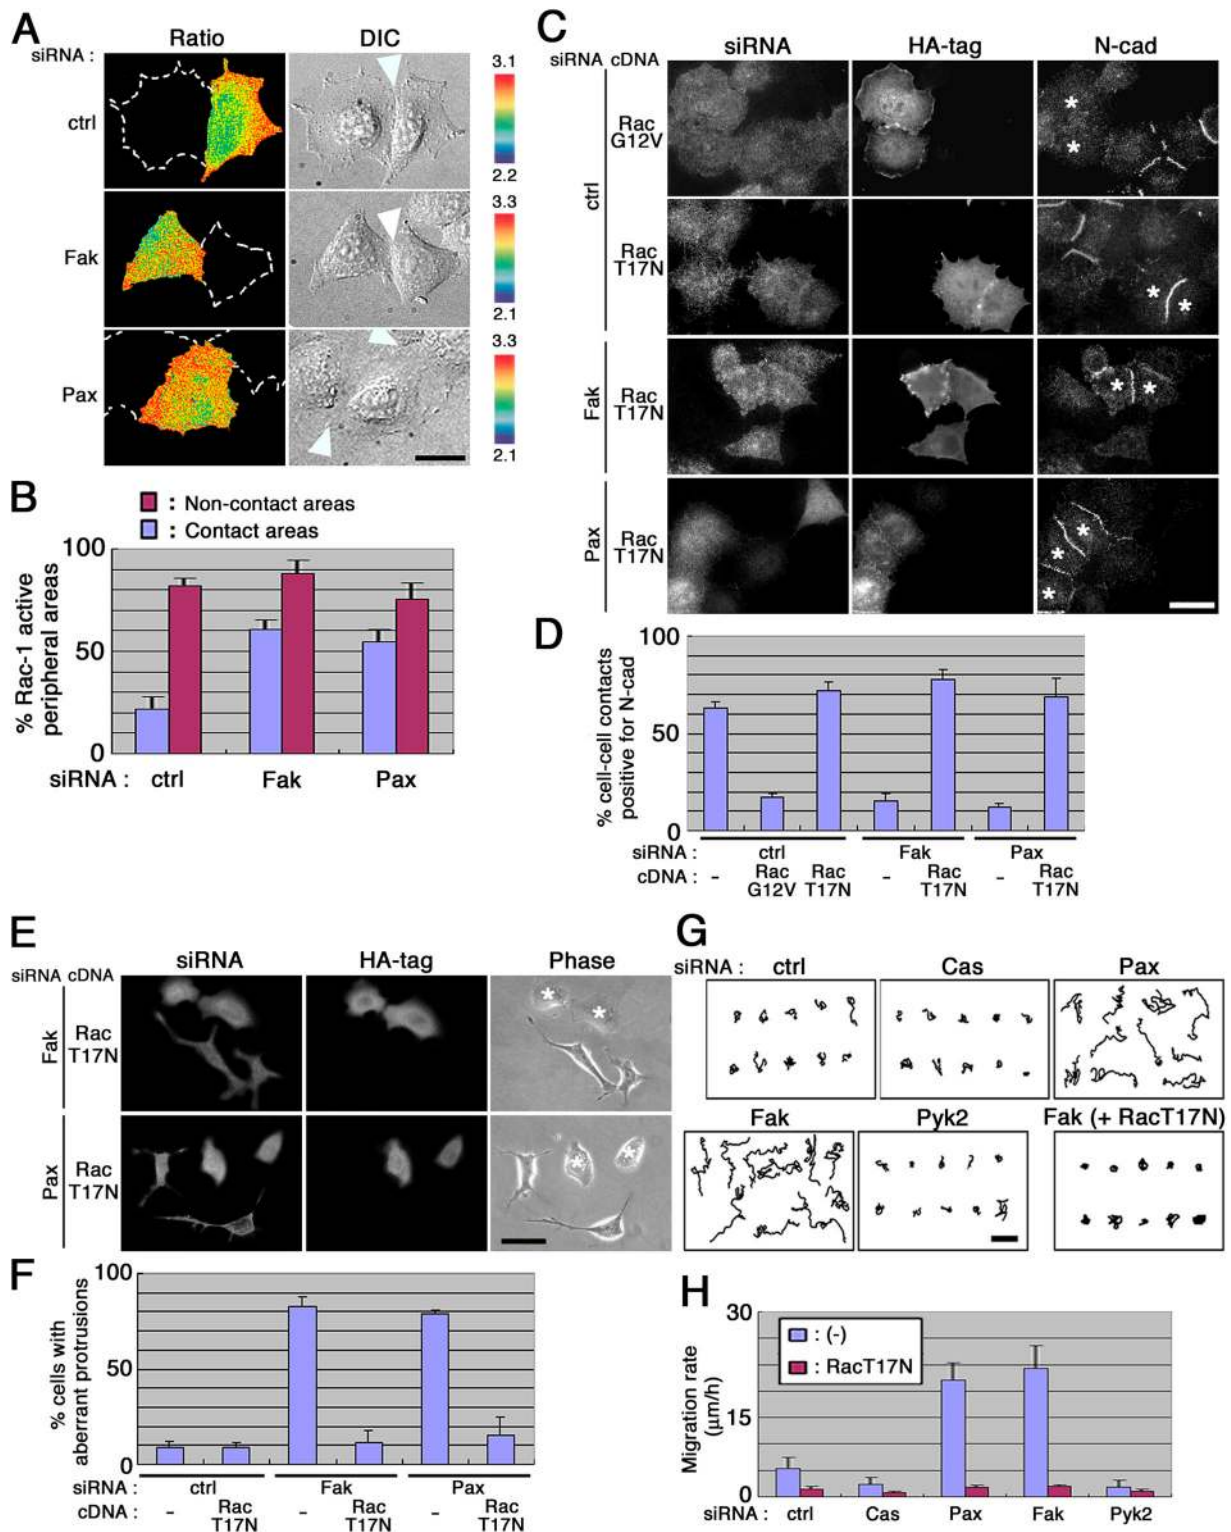 A
Ratio
DIC
siRNA :
ctrl
Fak
Pax
3.1
2.2
3.3
2.1
3.3
2.1
B
: Non-contact areas
: Contact areas
% Rac-1 active
peripheral areas
100
50
0
siRNA : ctrl Fak Pax
C
siRNA HA-tag N-cad
siRNA cDNA
ctrl
Rac
G12V
Rac
T17N
Fak
Rac
T17N
Pax
Rac
T17N
* *
* *
* *
* * *
D
% cell-cell contacts
positive for N-cad
100
50
0
siRNA : ctrl Fak Pax
cDNA : - Rac G12V Rac T17N - Rac T17N - Rac T17N
E
siRNA HA-tag Phase
siRNA cDNA
Fak
Rac
T17N
Pax
Rac
T17N
* *
* *
F
% cells with
aberrant protrusions
100
50
0
siRNA : ctrl Fak Pax
cDNA : - Rac T17N - Rac T17N - Rac T17N
G
siRNA : ctrl Cas Pax
Fak Pyk2 Fak (+ RacT17N)
H
Migration rate
(μm/h)
30
15
0
: (-)
: RacT17N
siRNA : ctrl Cas Pax Fak Pyk2